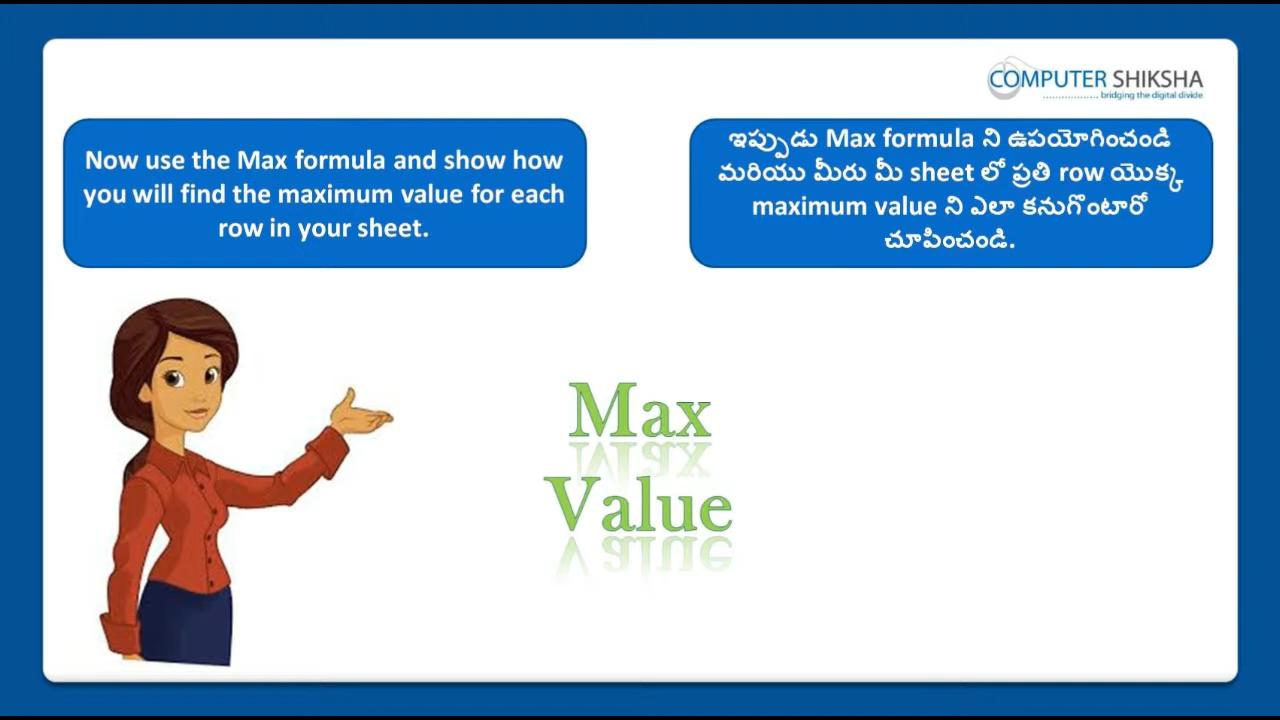 COMPUTER SHIKSHA
bridging the digital divide
Now use the Max formula and show how
you will find the maximum value for each
row in your sheet.
ఇప్పుడు Max formula ని ఉపయోగించండి
మరియు మీరు మీ sheet లో ప్రతి row యొక్క
maximum value ని ఎలా కనుగొంటారో
చూపించండి.
Max
Value